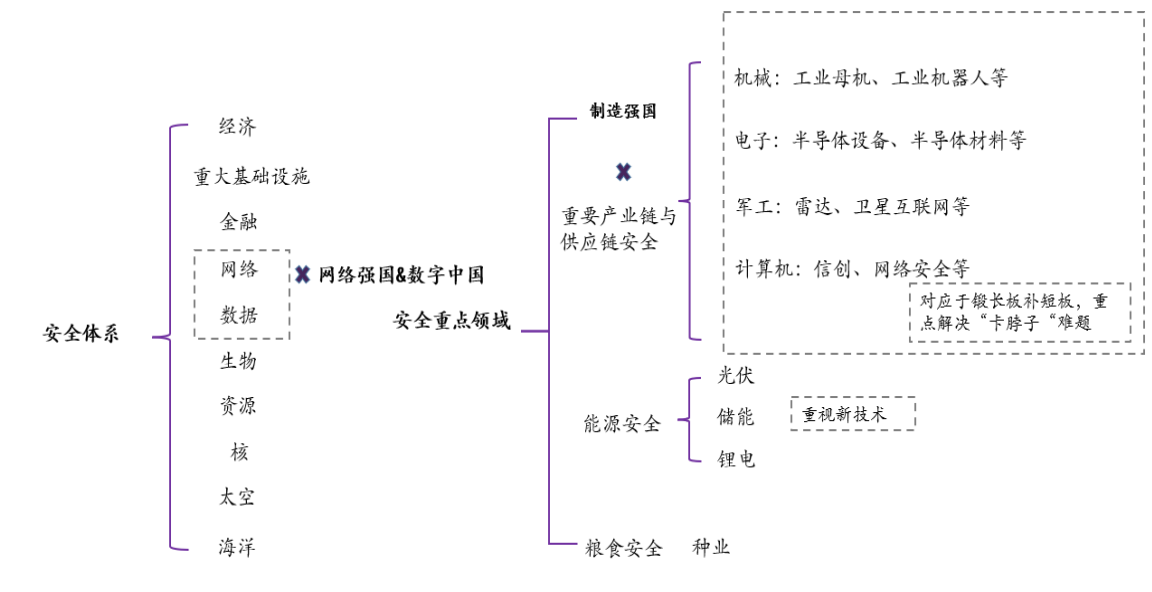 安全体系
经济
重大基础设施
金融
网络
数据
生物
资源
核
太空
海洋
网络强国&数字中国
安全重点领域
制造强国
重要产业链与
供应链安全
机械：工业母机、工业机器人等
电子：半导体设备、半导体材料等
军工：雷达、卫星互联网等
计算机：信创、网络安全等
对应于锻长板补短板，重
点解决“卡脖子“难题
能源安全
光伏
储能
锂电
重视新技术
粮食安全
种业